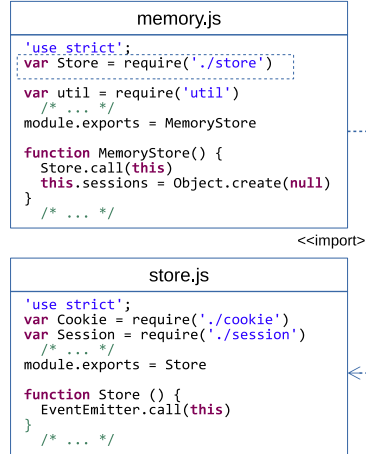 memory.js
'use strict';
var Store = require('./store')
var util = require('util')
/* ... */
module.exports = MemoryStore
function MemoryStore() {
Store.call(this)
this.sessions = Object.create(null)
}
/* ... */
<<import>
store.js
'use strict';
var Cookie = require('./cookie')
var Session = require('./session')
/* ... */
module.exports = Store
function Store () {
EventEmitter.call(this)
}
/* ... */